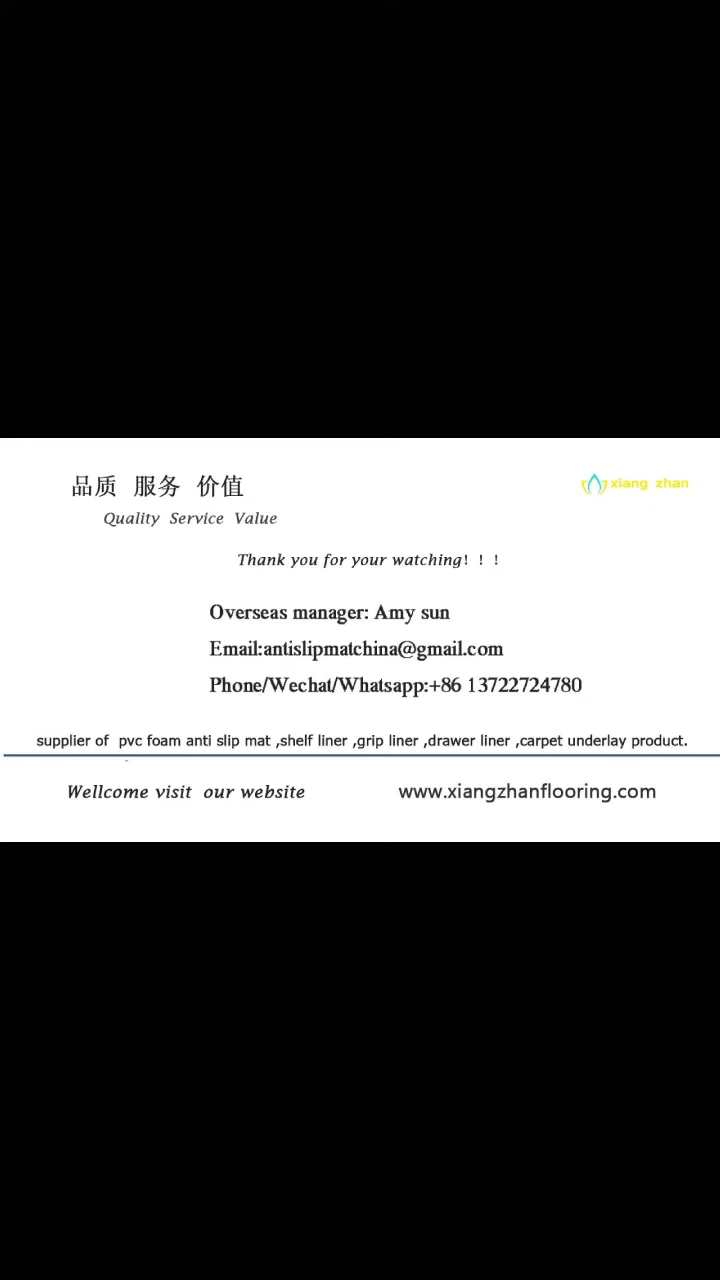 品质 服务 价值
xiang zhan
Quality Service Value
Thank you for your watching！！！
Overseas manager: Amy sun
Email:antislipmatchina@gmail.com
Phone/Wechat/Whatsapp:+86 13722724780
supplier of pvc foam anti slip mat ,shelf liner ,grip liner ,drawer liner ,carpet underlay product.
Wellcome visit our website www.xiangzhanflooring.com